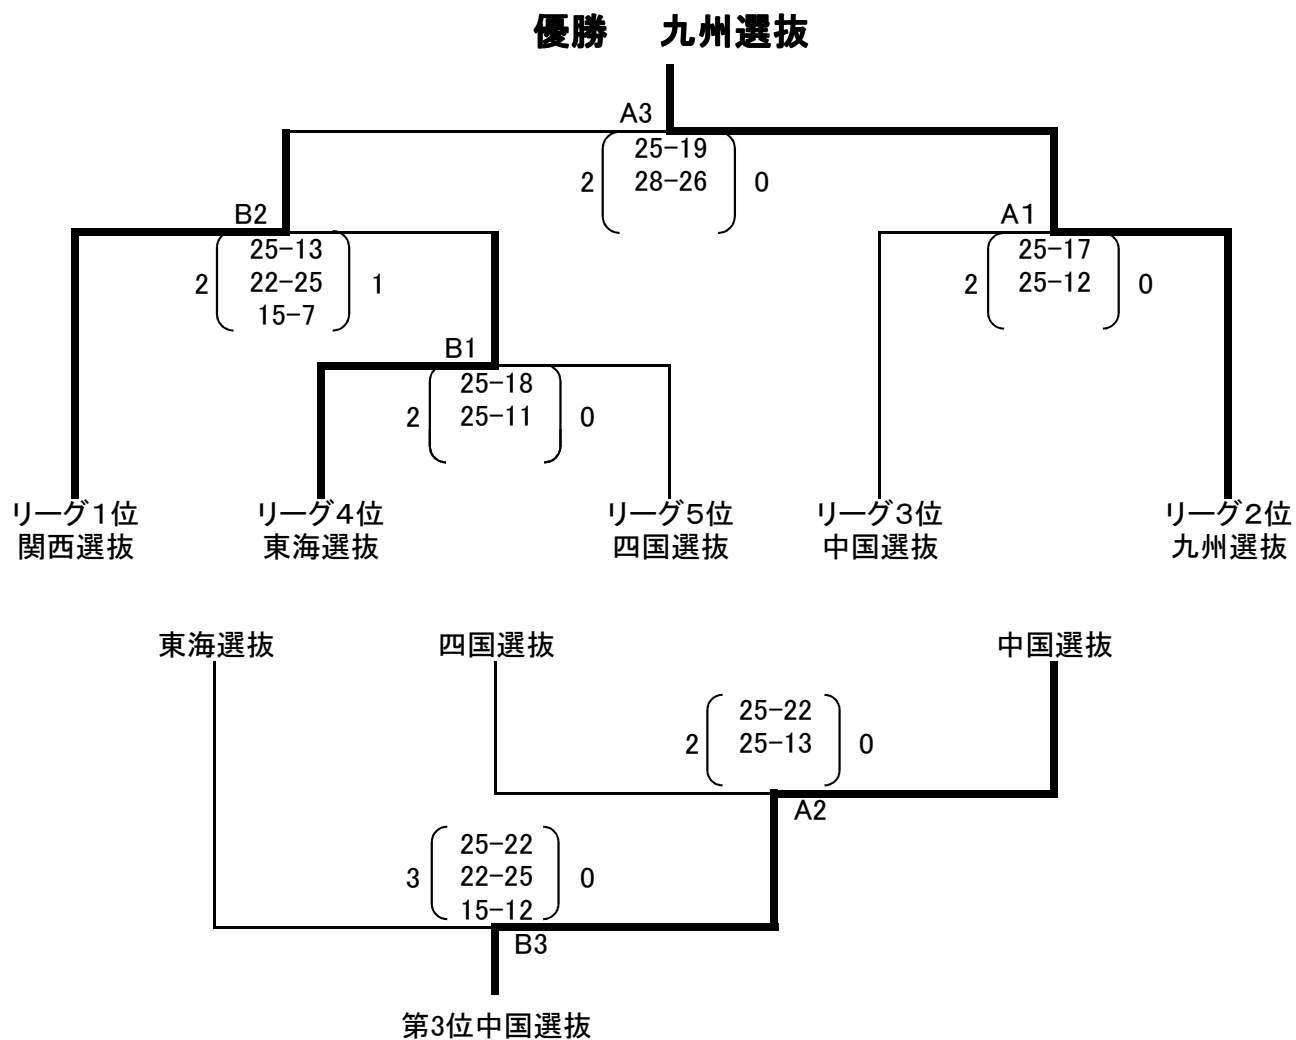 優勝　九州選抜
A3
25-19
2 28-26 0
B2
25-13
2 22-25 1
15-7
A1
25-17
2 25-12 0
B1
25-18
2 25-11 0
リーグ１位 リーグ４位 リーグ５位 リーグ３位 リーグ２位
関西選抜 東海選抜 四国選抜 中国選抜 九州選抜
東海選抜 四国選抜 中国選抜
25-22
2 25-13 0
A2
25-22
3 22-25 0
15-12
B3
第3位中国選抜